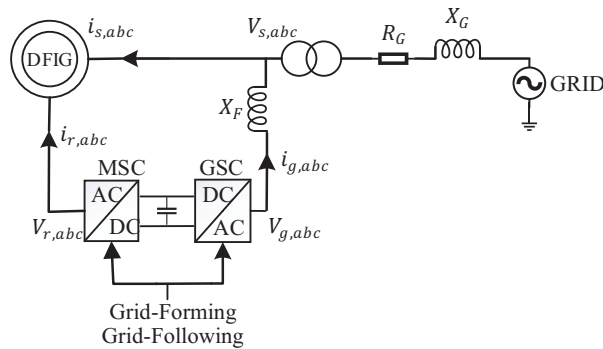 i_{s,abc}
V_{s,abc}
R_G
X_G
DFIG
GRID
X_F
i_{r,abc}
i_{g,abc}
MSC
GSC
AC
DC
DC
AC
V_{r,abc}
V_{g,abc}
Grid-Forming
Grid-Following